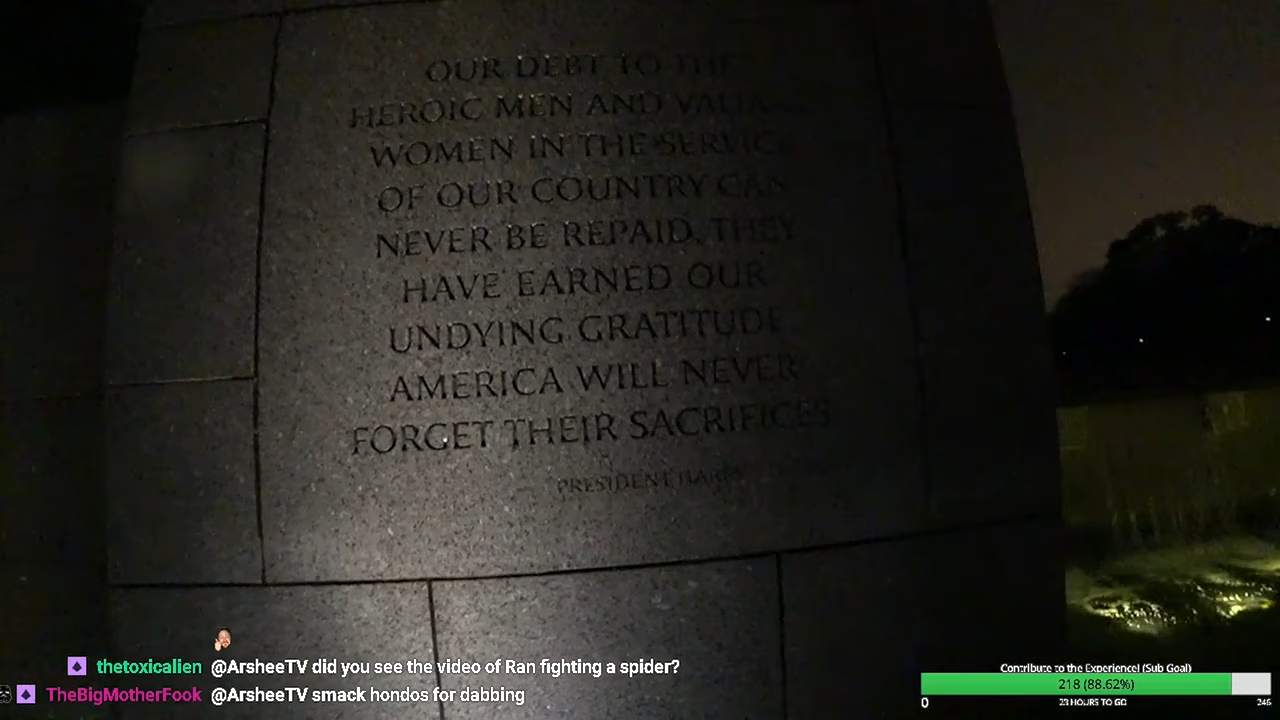 OUR DEBT TO THE
HEROIC MEN AND
WOMEN IN THE SERVICE
OF OUR COUNTRY CAN
NEVER BE REPAID. THEY
HAVE EARNED OUR
UNDYING GRATITUDE
AMERICA WILL NEVER
FORGET THEIR SACRIFICES
PRESIDENT
thetoxicalien @ArsheeTV did you see the video of Ran fighting a spider?
TheBigMotherFook @ArsheeTV smack hondos for dabbing
Contribute to the Experience! (Sub Goal)
218 (88.62%)
0 23 HOURS TO GO 246